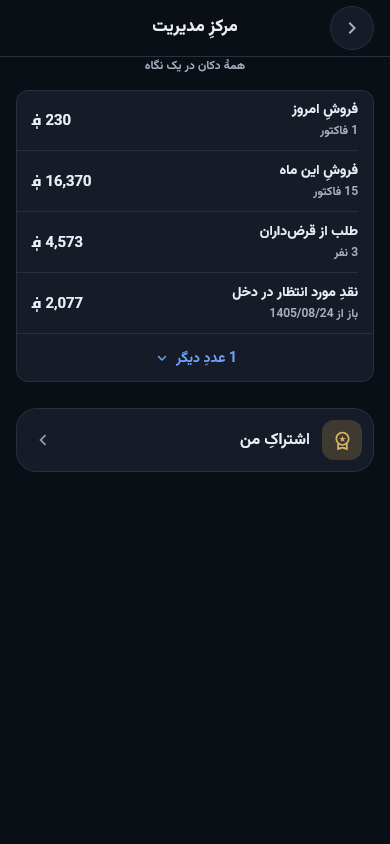 مرکزِ مدیریت
همهٔ دکان در یک نگاه
فروشِ امروز
1 فاکتور
230 ؋
فروشِ این ماه
15 فاکتور
16,370 ؋
طلب از قرض‌داران
3 نفر
4,573 ؋
نقدِ مورد انتظار در دخل
باز از 1405/08/24
2,077 ؋
1 عددِ دیگر
اشتراکِ من